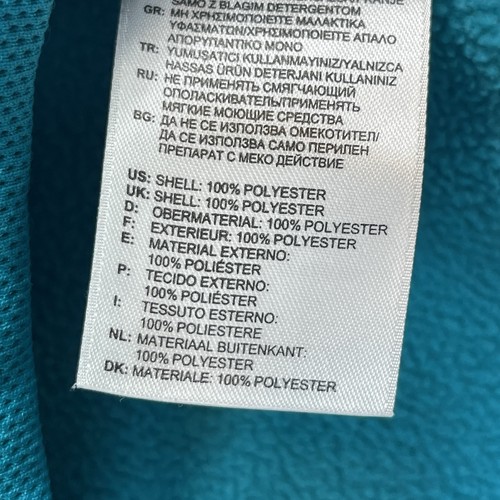 SAMO Z BLAGIM DETERGENTOM
GR: ΜΗ ΧΡΗΣΙΜΟΠΟΙΕΙΤΕ ΜΑΛΑΚΤΙΚΑ
ΥΦΑΣΜΑΤΩΝ/ΧΡΗΣΙΜΟΠΟΙΕΙΤΕ ΑΠΑΛΟ
ΑΠΟΡΥΠΑΝΤΙΚΟ ΜΟΝΟ
TR: YUMUŞATICI KULLANMAYINIZ/YALNIZCA
HASSAS ÜRÜN DETERJANI KULLANINIZ
RU: НЕ ПРИМЕНЯТЬ СМЯГЧАЮЩИЙ
ОПОЛАСКИВАТЕЛЬ/ПРИМЕНЯТЬ
МЯГКИЕ МОЮЩИЕ СРЕДСТВА
BG: ДА НЕ СЕ ИЗПОЛЗВА ОМЕКОТИТЕЛ/
ДА СЕ ИЗПОЛЗВА САМО ПЕРИЛЕН
ПРЕПАРАТ С МЕКО ДЕЙСТВИЕ
US: SHELL: 100% POLYESTER
UK: SHELL: 100% POLYESTER
D: OBERMATERIAL: 100% POLYESTER
F: EXTERIEUR: 100% POLYESTER
E: MATERIAL EXTERNO:
100% POLIÉSTER
P: TECIDO EXTERNO:
100% POLIÉSTER
I: TESSUTO ESTERNO:
100% POLIESTERE
NL: MATERIAAL BUITENKANT:
100% POLYESTER
DK: MATERIALE: 100% POLYESTER